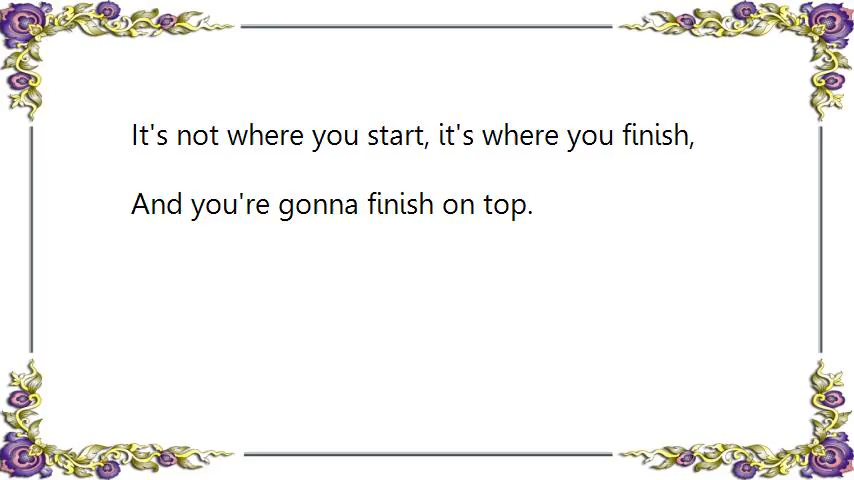 It's not where you start, it's where you finish,
And you're gonna finish on top.